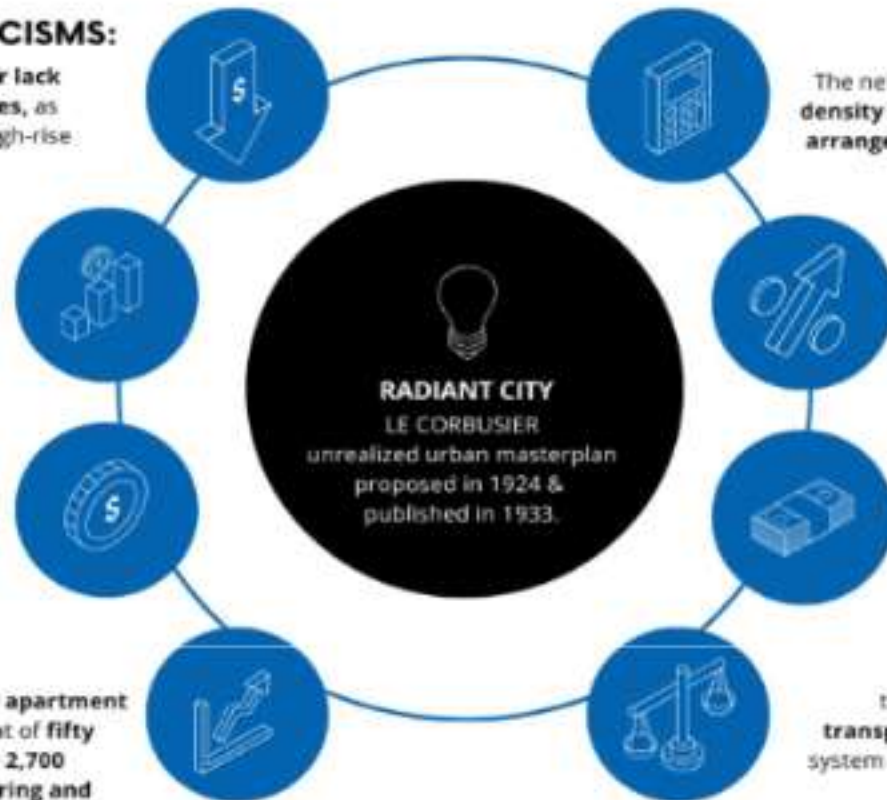 CISMS:
r lack
es, as
gh-rise
The ne
density
arrange
$
$
RADIANT CITY
LE CORBUSIER
unrealized urban masterplan
proposed in 1924 &
published in 1933.
apartment
t of fifty
2,700
ring and
t
transp
system